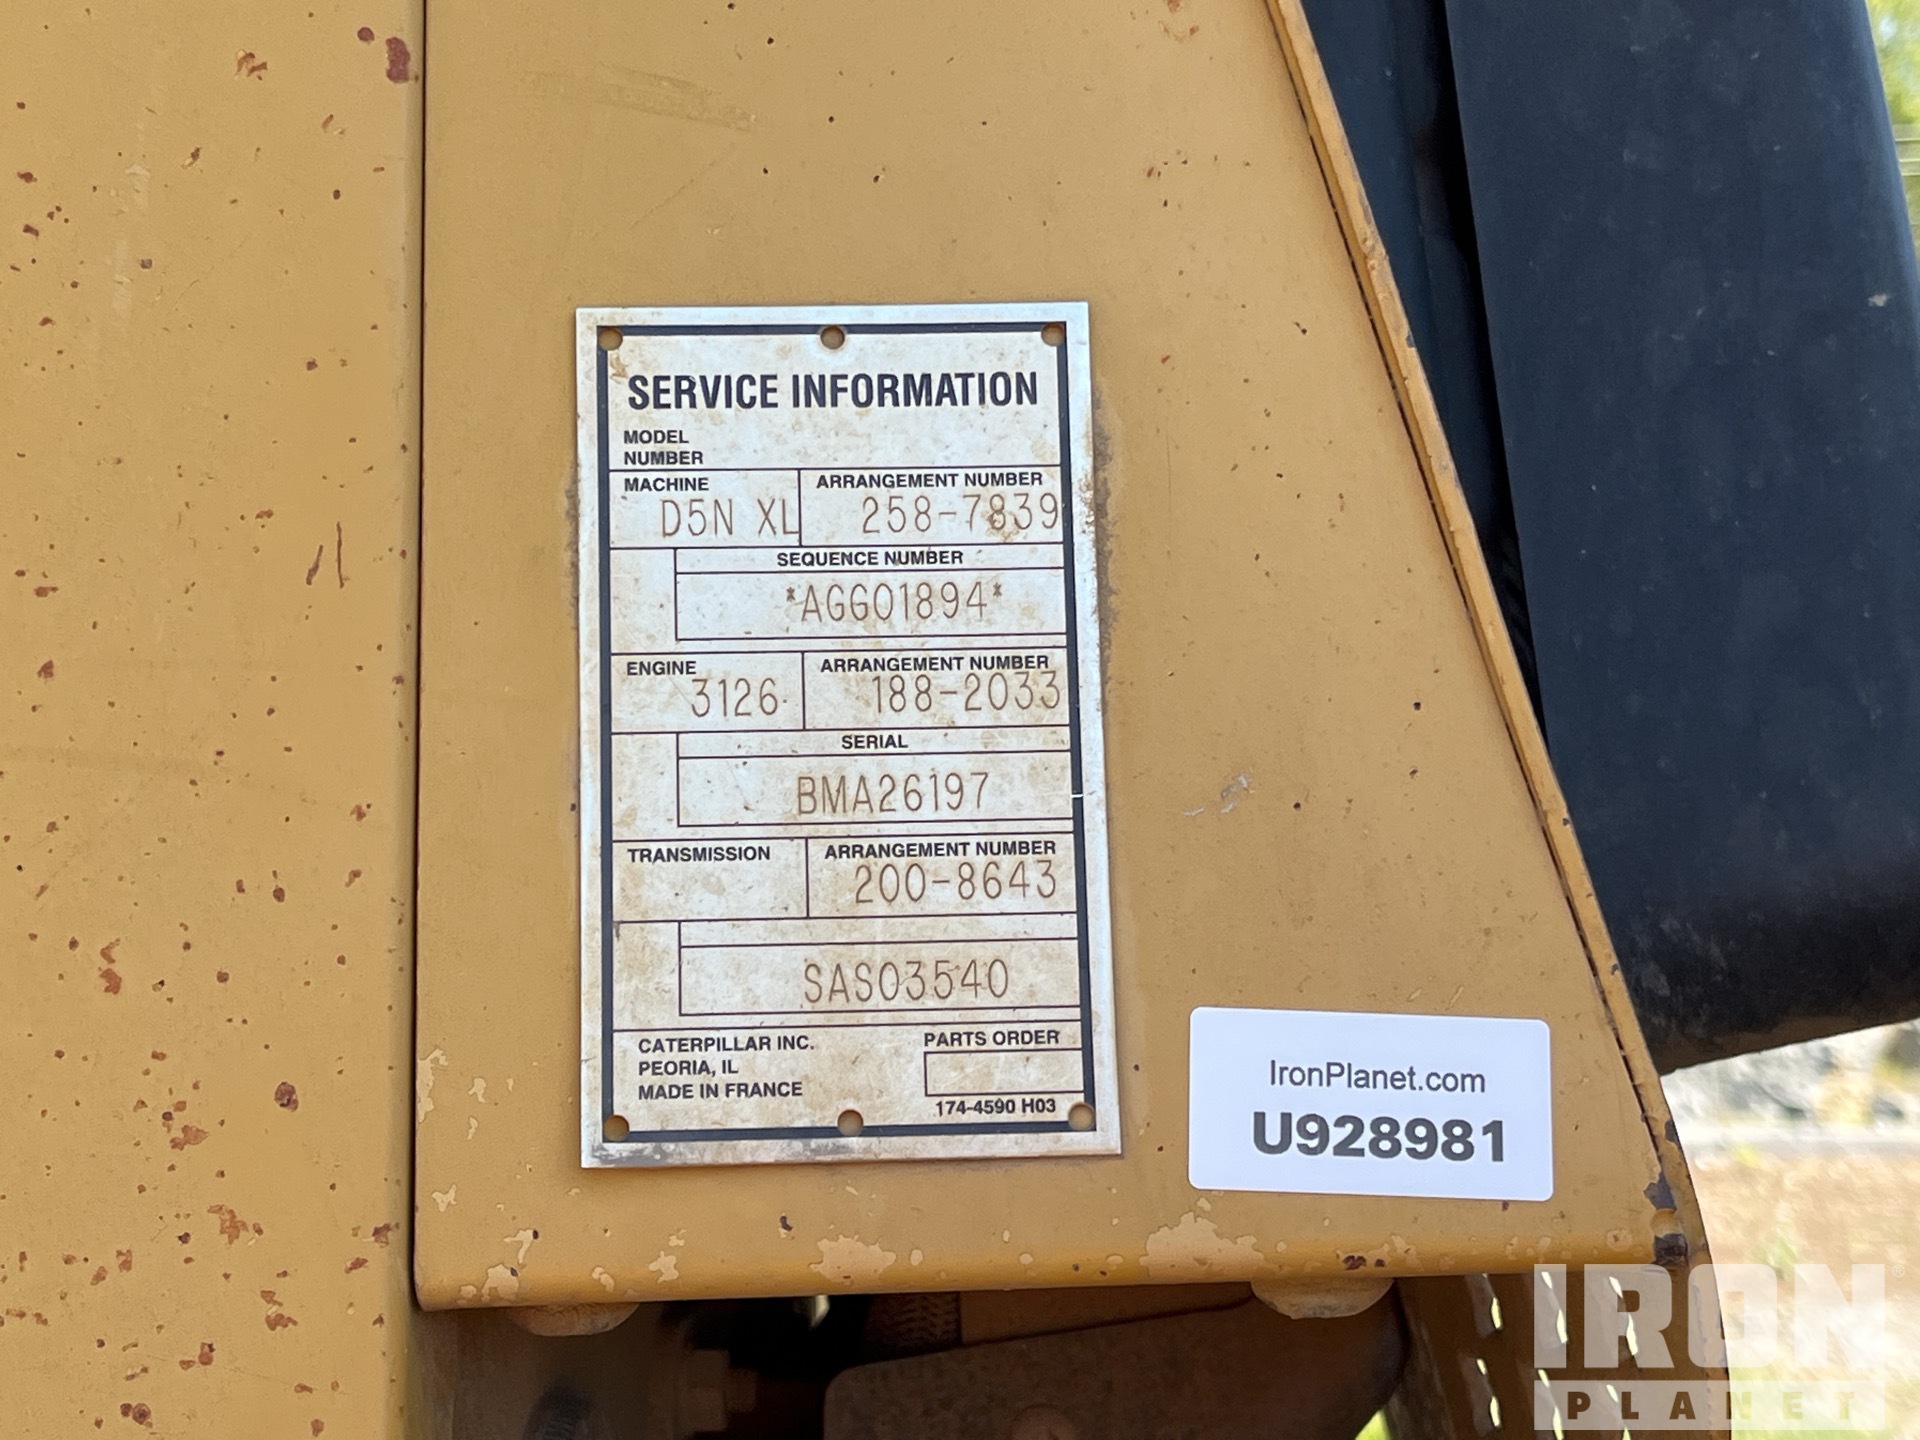 SERVICE INFORMATION
MODEL
NUMBER
MACHINE ARRANGEMENT NUMBER
D5N XL 258-7839
SEQUENCE NUMBER
*AGG01894*
ENGINE ARRANGEMENT NUMBER
3126 188-2033
SERIAL
BMA26197
TRANSMISSION ARRANGEMENT NUMBER
200-8643
SAS03540
CATERPILLAR INC. PARTS ORDER
PEORIA, IL
MADE IN FRANCE
174-4590 H03
IronPlanet.com
U928981
IRON
PLANET